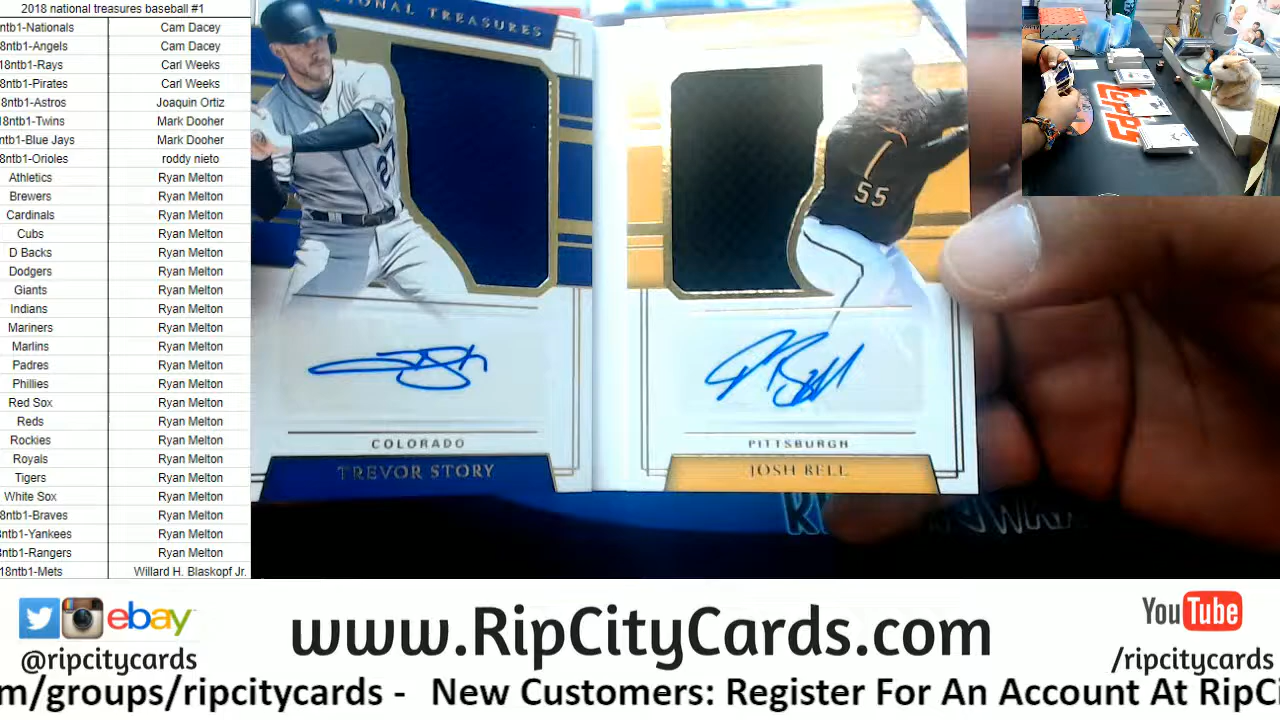 2018 national treasures baseball #1
ntb1-Nationals Cam Dacey
8ntb1-Angels Cam Dacey
18ntb1-Rays Carl Weeks
8ntb1-Pirates Carl Weeks
8ntb1-Astros Joaquin Ortiz
18ntb1-Twins Mark Dooher
ntb1-Blue Jays Mark Dooher
8ntb1-Orioles roddy nieto
Athletics Ryan Melton
Brewers Ryan Melton
Cardinals Ryan Melton
Cubs Ryan Melton
D Backs Ryan Melton
Dodgers Ryan Melton
Giants Ryan Melton
Indians Ryan Melton
Mariners Ryan Melton
Marlins Ryan Melton
Padres Ryan Melton
Phillies Ryan Melton
Red Sox Ryan Melton
Reds Ryan Melton
Rockies Ryan Melton
Royals Ryan Melton
Tigers Ryan Melton
White Sox Ryan Melton
8ntb1-Braves Ryan Melton
ntb1-Yankees Ryan Melton
ntb1-Rangers Ryan Melton
18ntb1-Mets Willard H. Blaskopf Jr.
IONAL TREASURES
27
55
COLORADO
TREVOR STORY
PITTSBURGH
JOSH BELL
TOPPS
ebay
@ripcitycards
www.RipCityCards.com
YouTube
/ripcitycards
m/groups/ripcitycards - New Customers: Register For An Account At RipCi